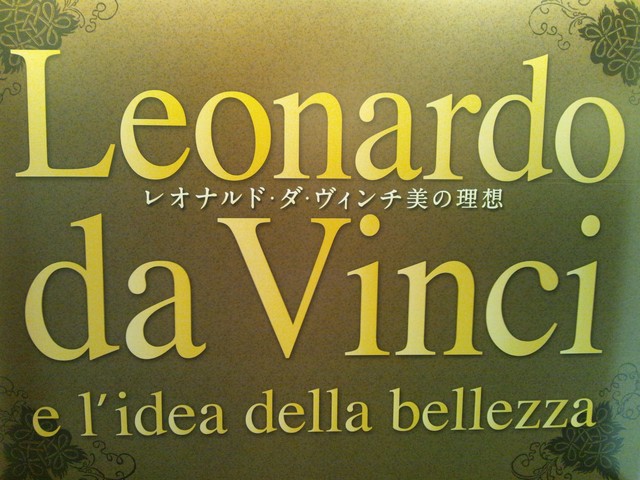 Leonardo
レオナルド・ダ・ヴィンチ美の理想
da Vinci
e l'idea della bellezza